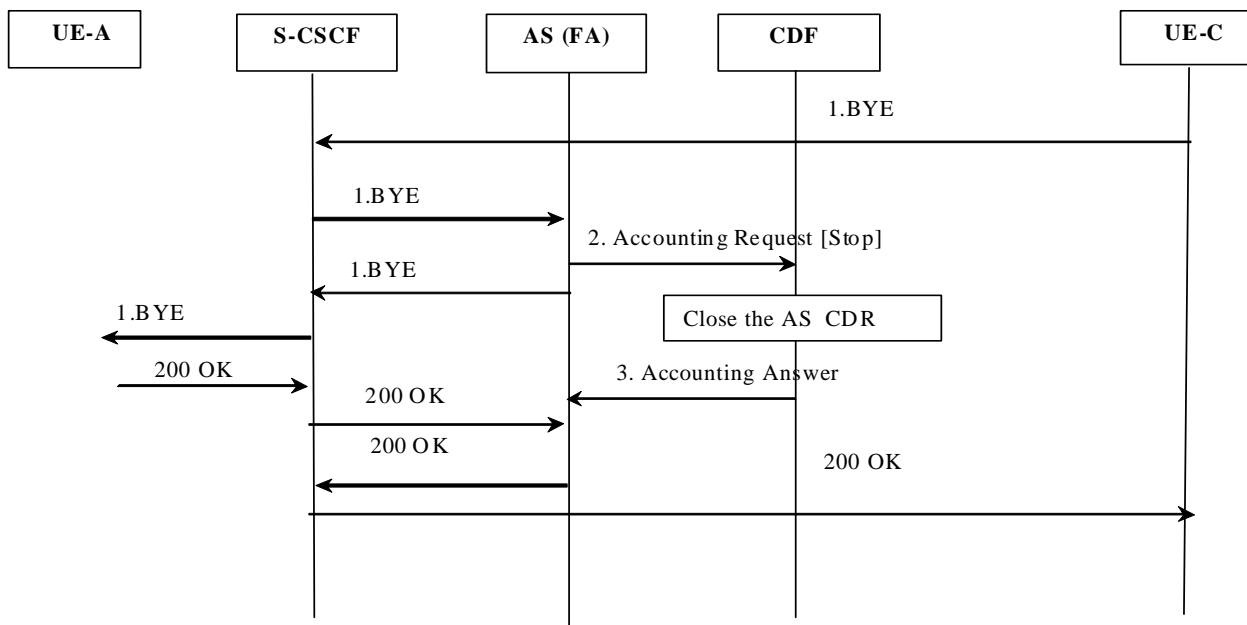 UE-A
S-CSCF
AS (FA)
CDF
UE-C
1.BYE
1.BYE
2. Accounting Request [Stop]
1.BYE
1.BYE
Close the AS CDR
200 OK
3. Accounting Answer
200 OK
200 OK
200 OK